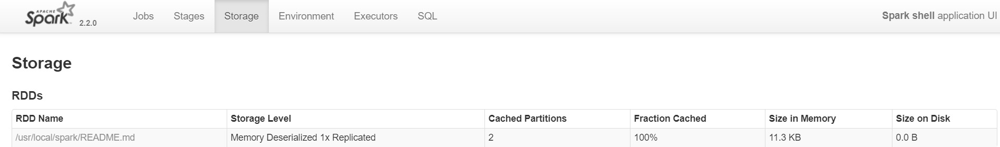 APACHE
Spark 2.2.0 Jobs Stages Storage Environment Executors SQL Spark shell application UI
Storage
RDDs
RDD Name Storage Level Cached Partitions Fraction Cached Size in Memory Size on Disk
/usr/local/spark/README.md Memory Deserialized 1x Replicated 2 100% 11.3 KB 0.0 B